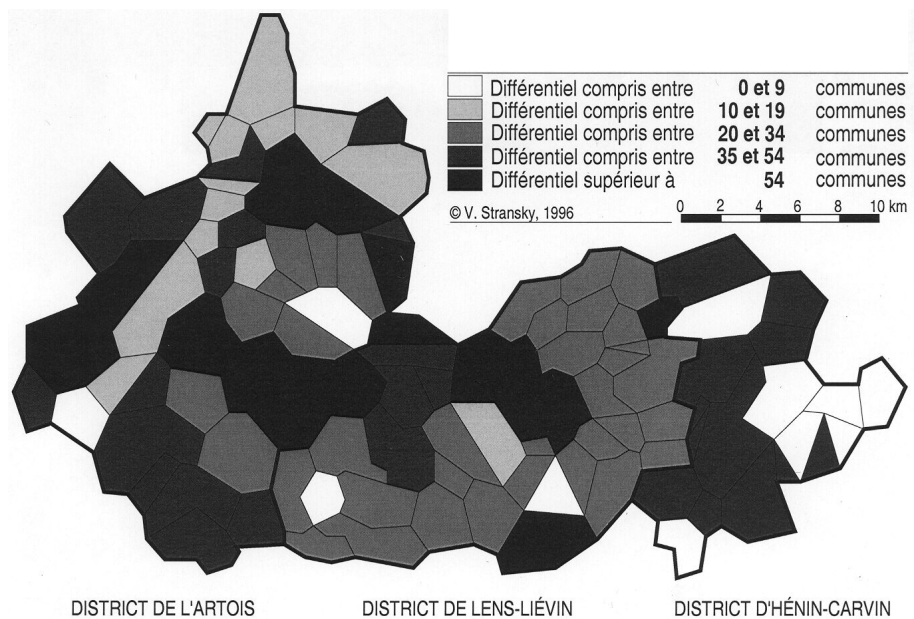 Différentiel compris entre 0 et 9 communes
Différentiel compris entre 10 et 19 communes
Différentiel compris entre 20 et 34 communes
Différentiel compris entre 35 et 54 communes
Différentiel supérieur à 54 communes
© V. Stransky, 1996
0 2 4 6 8 10 km
DISTRICT DE L'ARTOIS DISTRICT DE LENS-LIÉVIN DISTRICT D'HÉNIN-CARVIN